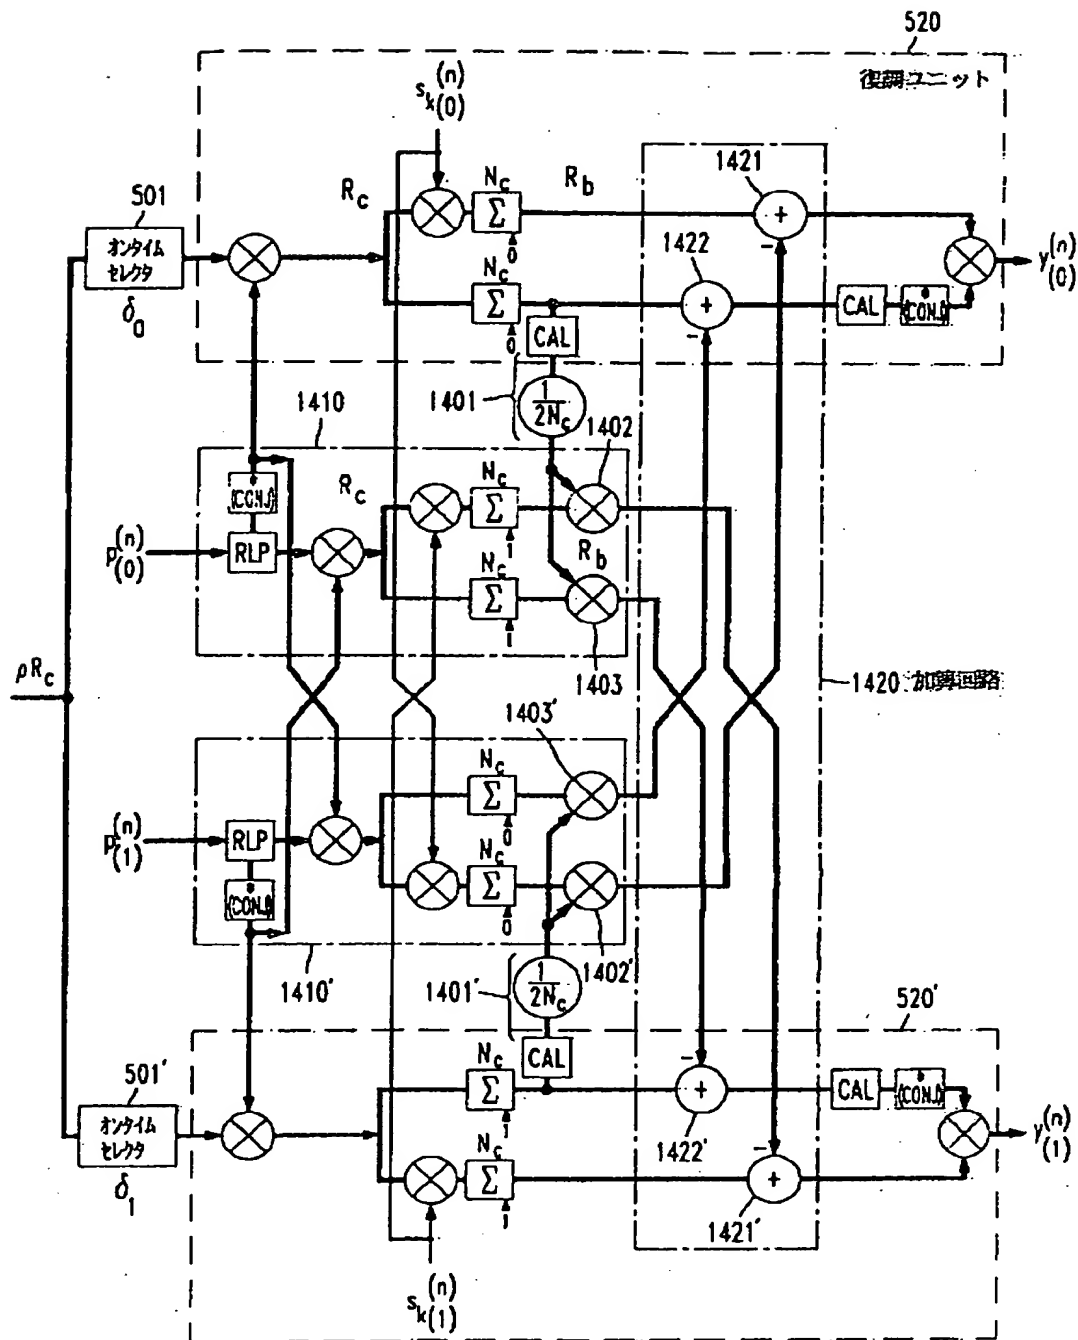 520
復調ユニット
s_k(0)^(n)
1421
501
R_c
N_c
R_b
Σ
0
+
-
オンタイム
セレクタ
δ_0
1422
y_(0)^(n)
N_c
Σ
0
+
-
CAL
(CONJ)*
CAL
1410
1401
1/2N_c
1402
(CONJ)*
R_c
N_c
Σ
1
p_(0)^(n)
RLP
N_c
R_b
Σ
1
ρR_c
1403
1420 加算回路
1403'
N_c
Σ
0
p_(1)^(n)
RLP
N_c
(CONJ)*
Σ
0
1410'
1401'
1/2N_c
1402'
520'
501'
N_c
CAL
Σ
1
-
+
CAL
(CONJ)*
オンタイム
セレクタ
δ_1
N_c
1422'
y_(1)^(n)
Σ
1
-
+
1421'
s_k(1)^(n)